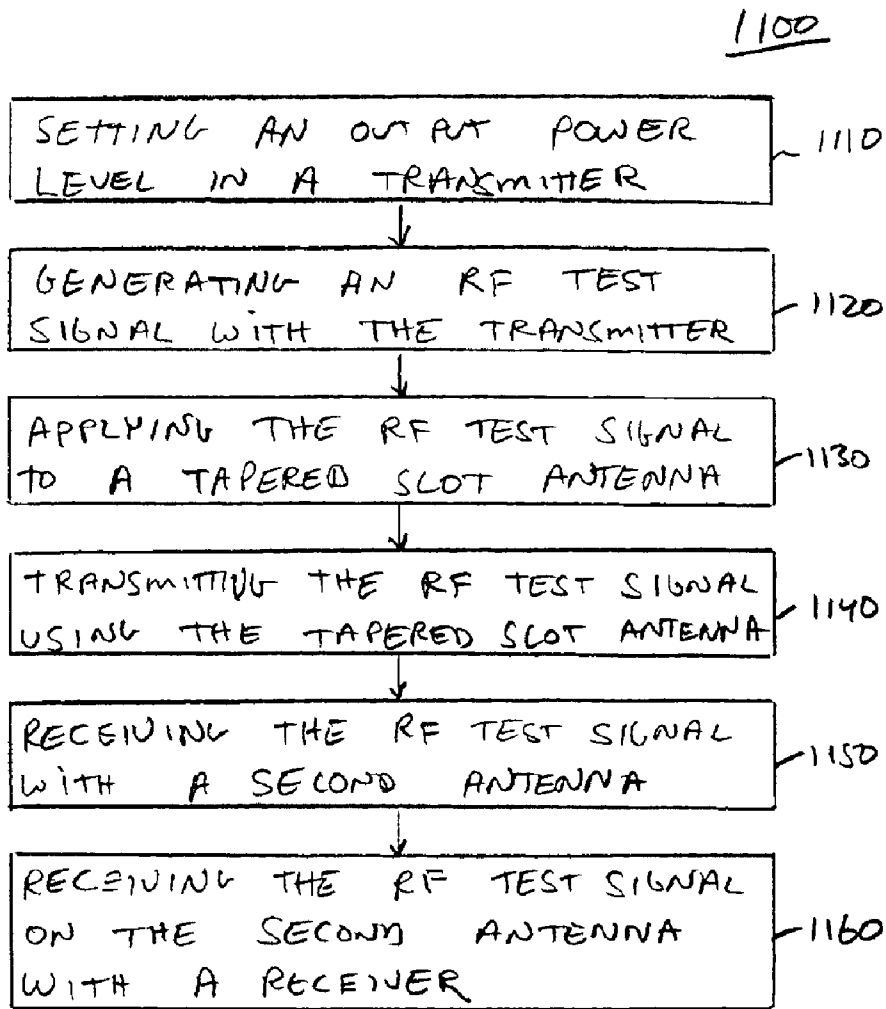 1100
SETTING AN OUTPUT POWER
LEVEL IN A TRANSMITTER
1110
GENERATING AN RF TEST
SIGNAL WITH THE TRANSMITTER
1120
APPLYING THE RF TEST SIGNAL
TO A TAPERED SLOT ANTENNA
1130
TRANSMITTING THE RF TEST SIGNAL
USING THE TAPERED SLOT ANTENNA
1140
RECEIVING THE RF TEST SIGNAL
WITH A SECOND ANTENNA
1150
RECEIVING THE RF TEST SIGNAL
ON THE SECOND ANTENNA
WITH A RECEIVER
1160